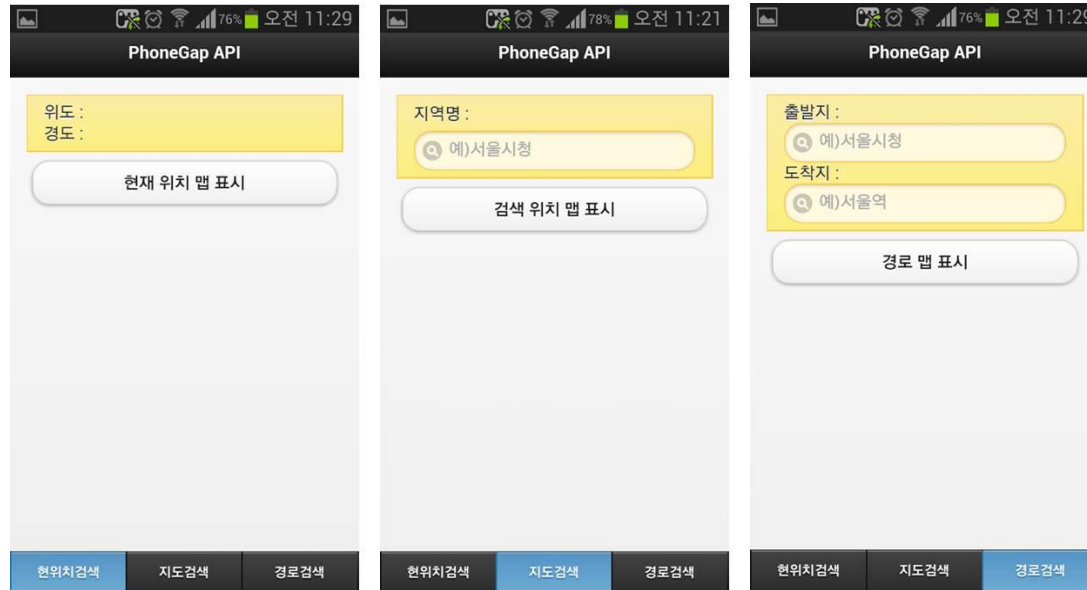 76% 오전 11:29
PhoneGap API
위도 :
경도 :
현재 위치 맵 표시
현위치검색 지도검색 경로검색
78% 오전 11:21
PhoneGap API
지역명 :
예)서울시청
검색 위치 맵 표시
현위치검색 지도검색 경로검색
76% 오전 11:29
PhoneGap API
출발지 :
예)서울시청
도착지 :
예)서울역
경로 맵 표시
현위치검색 지도검색 경로검색